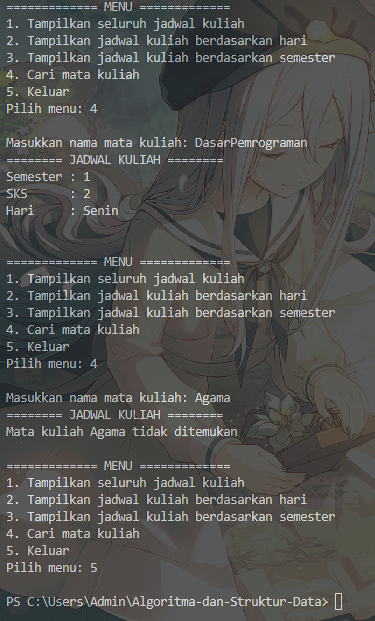 ============= MENU =============
1. Tampilkan seluruh jadwal kuliah
2. Tampilkan jadwal kuliah berdasarkan hari
3. Tampilkan jadwal kuliah berdasarkan semester
4. Cari mata kuliah
5. Keluar
Pilih menu: 4
Masukkan nama mata kuliah: DasarPemrograman
======== JADWAL KULIAH ========
Semester : 1
SKS      : 2
Hari     : Senin
============= MENU =============
1. Tampilkan seluruh jadwal kuliah
2. Tampilkan jadwal kuliah berdasarkan hari
3. Tampilkan jadwal kuliah berdasarkan semester
4. Cari mata kuliah
5. Keluar
Pilih menu: 4
Masukkan nama mata kuliah: Agama
======== JADWAL KULIAH ========
Mata kuliah Agama tidak ditemukan
============= MENU =============
1. Tampilkan seluruh jadwal kuliah
2. Tampilkan jadwal kuliah berdasarkan hari
3. Tampilkan jadwal kuliah berdasarkan semester
4. Cari mata kuliah
5. Keluar
Pilih menu: 5
PS C:\Users\Admin\Algoritma-dan-Struktur-Data>